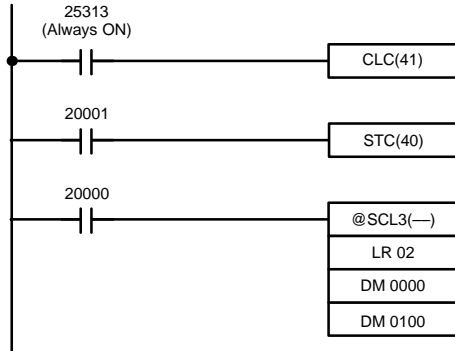 25313
(Always ON)
CLC(41)
20001
STC(40)
20000
@SCL3(––)
LR 02
DM 0000
DM 0100